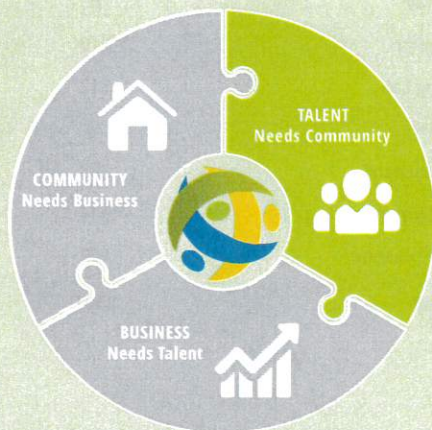 TALENT
Needs Community
COMMUNITY
Needs Business
BUSINESS
Needs Talent